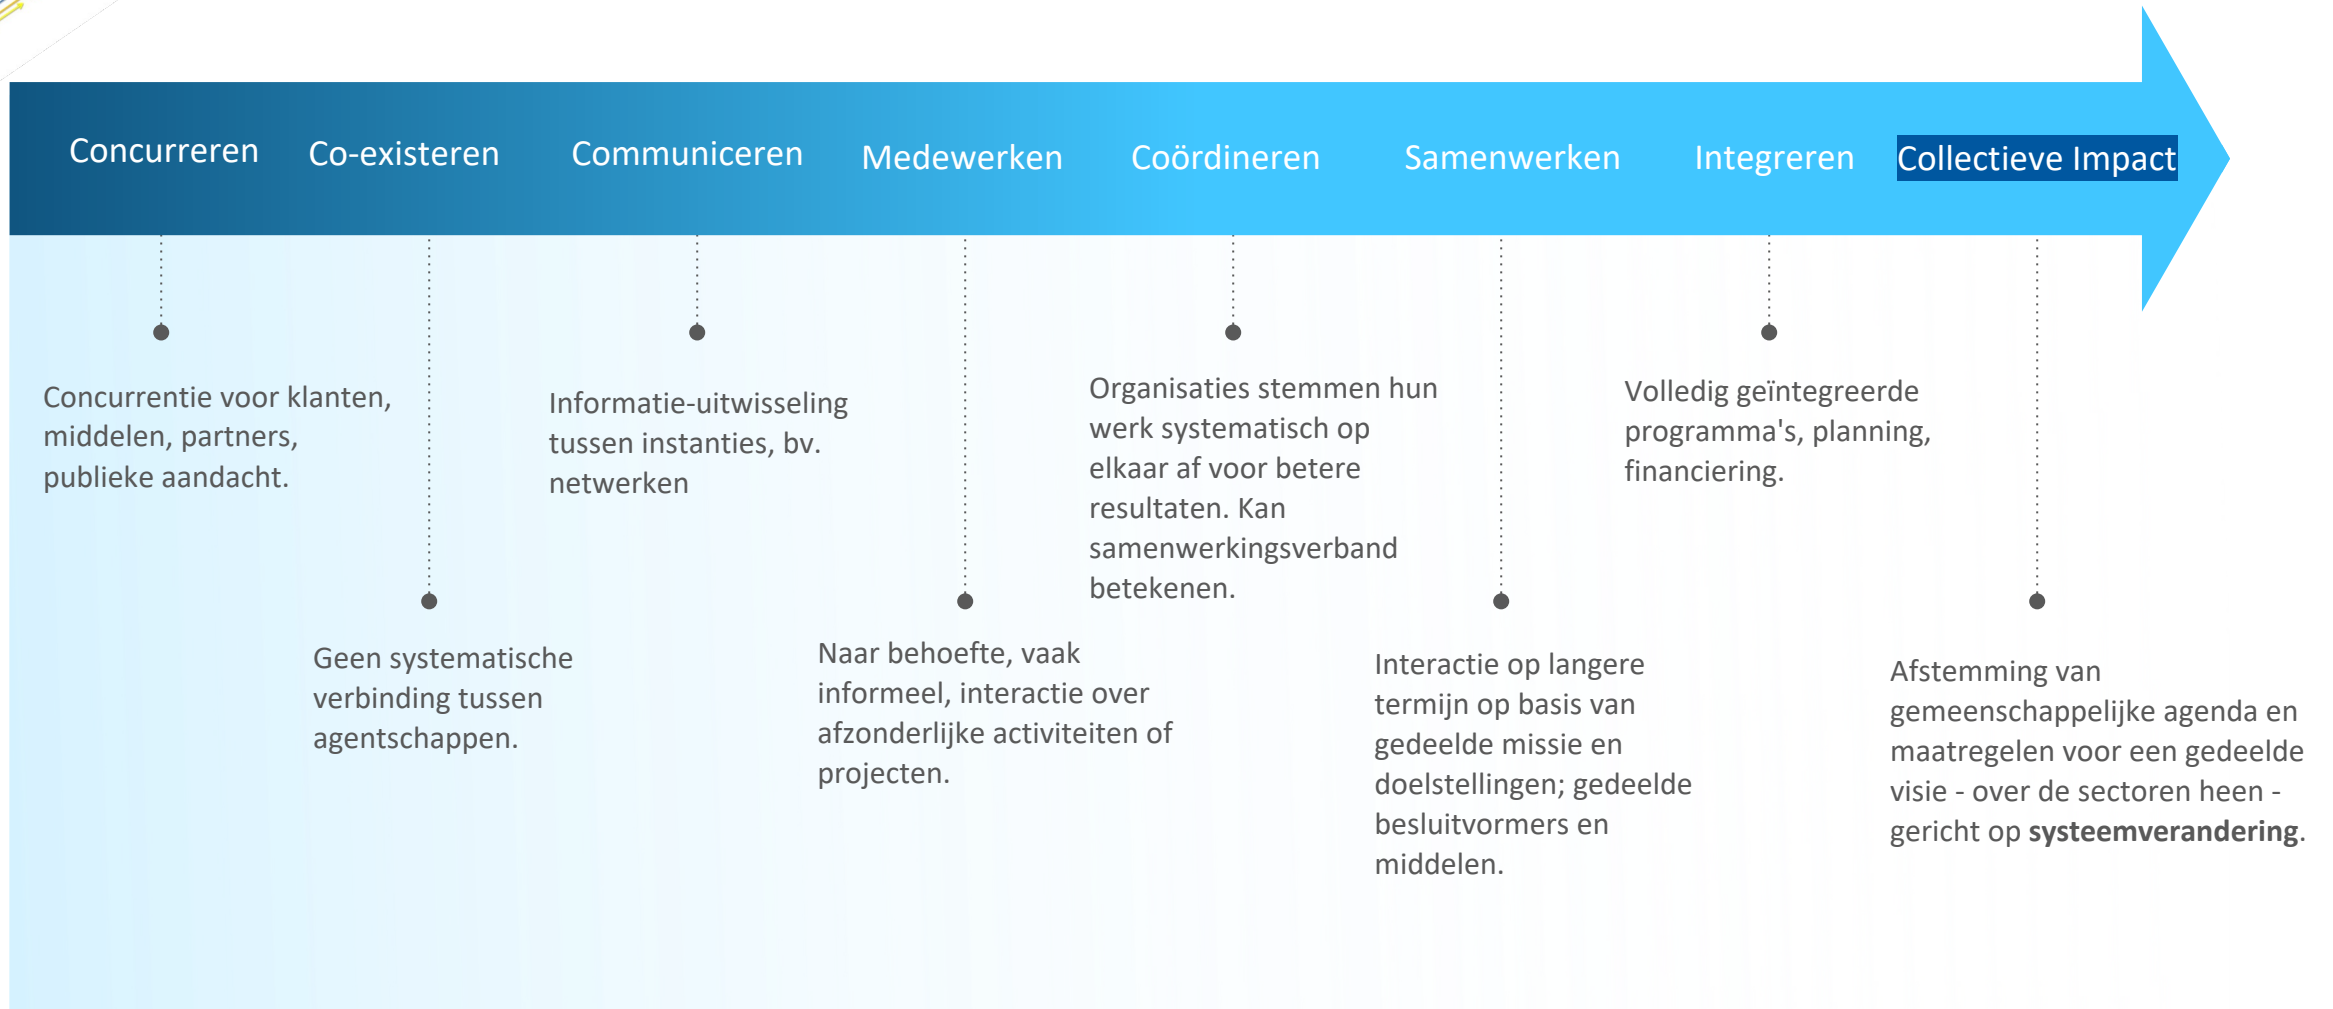 Concurreren
Co-existeren
Communiceren
Medewerken
Coördineren
Samenwerken
Integreren
Collectieve Impact
Concurrentie voor klanten,
middelen, partners,
publieke aandacht.
Geen systematische
verbinding tussen
agentschappen.
Informatie-uitwisseling
tussen instanties, bv.
netwerken
Naar behoefte, vaak
informeel, interactie over
afzonderlijke activiteiten of
projecten.
Organisaties stemmen hun
werk systematisch op
elkaar af voor betere
resultaten. Kan
samenwerkingsverband
betekenen.
Interactie op langere
termijn op basis van
gedeelde missie en
doelstellingen; gedeelde
besluitvormers en
middelen.
Volledig geïntegreerde
programma's, planning,
financiering.
Afstemming van
gemeenschappelijke agenda en
maatregelen voor een gedeelde
visie - over de sectoren heen -
gericht op systeemverandering.